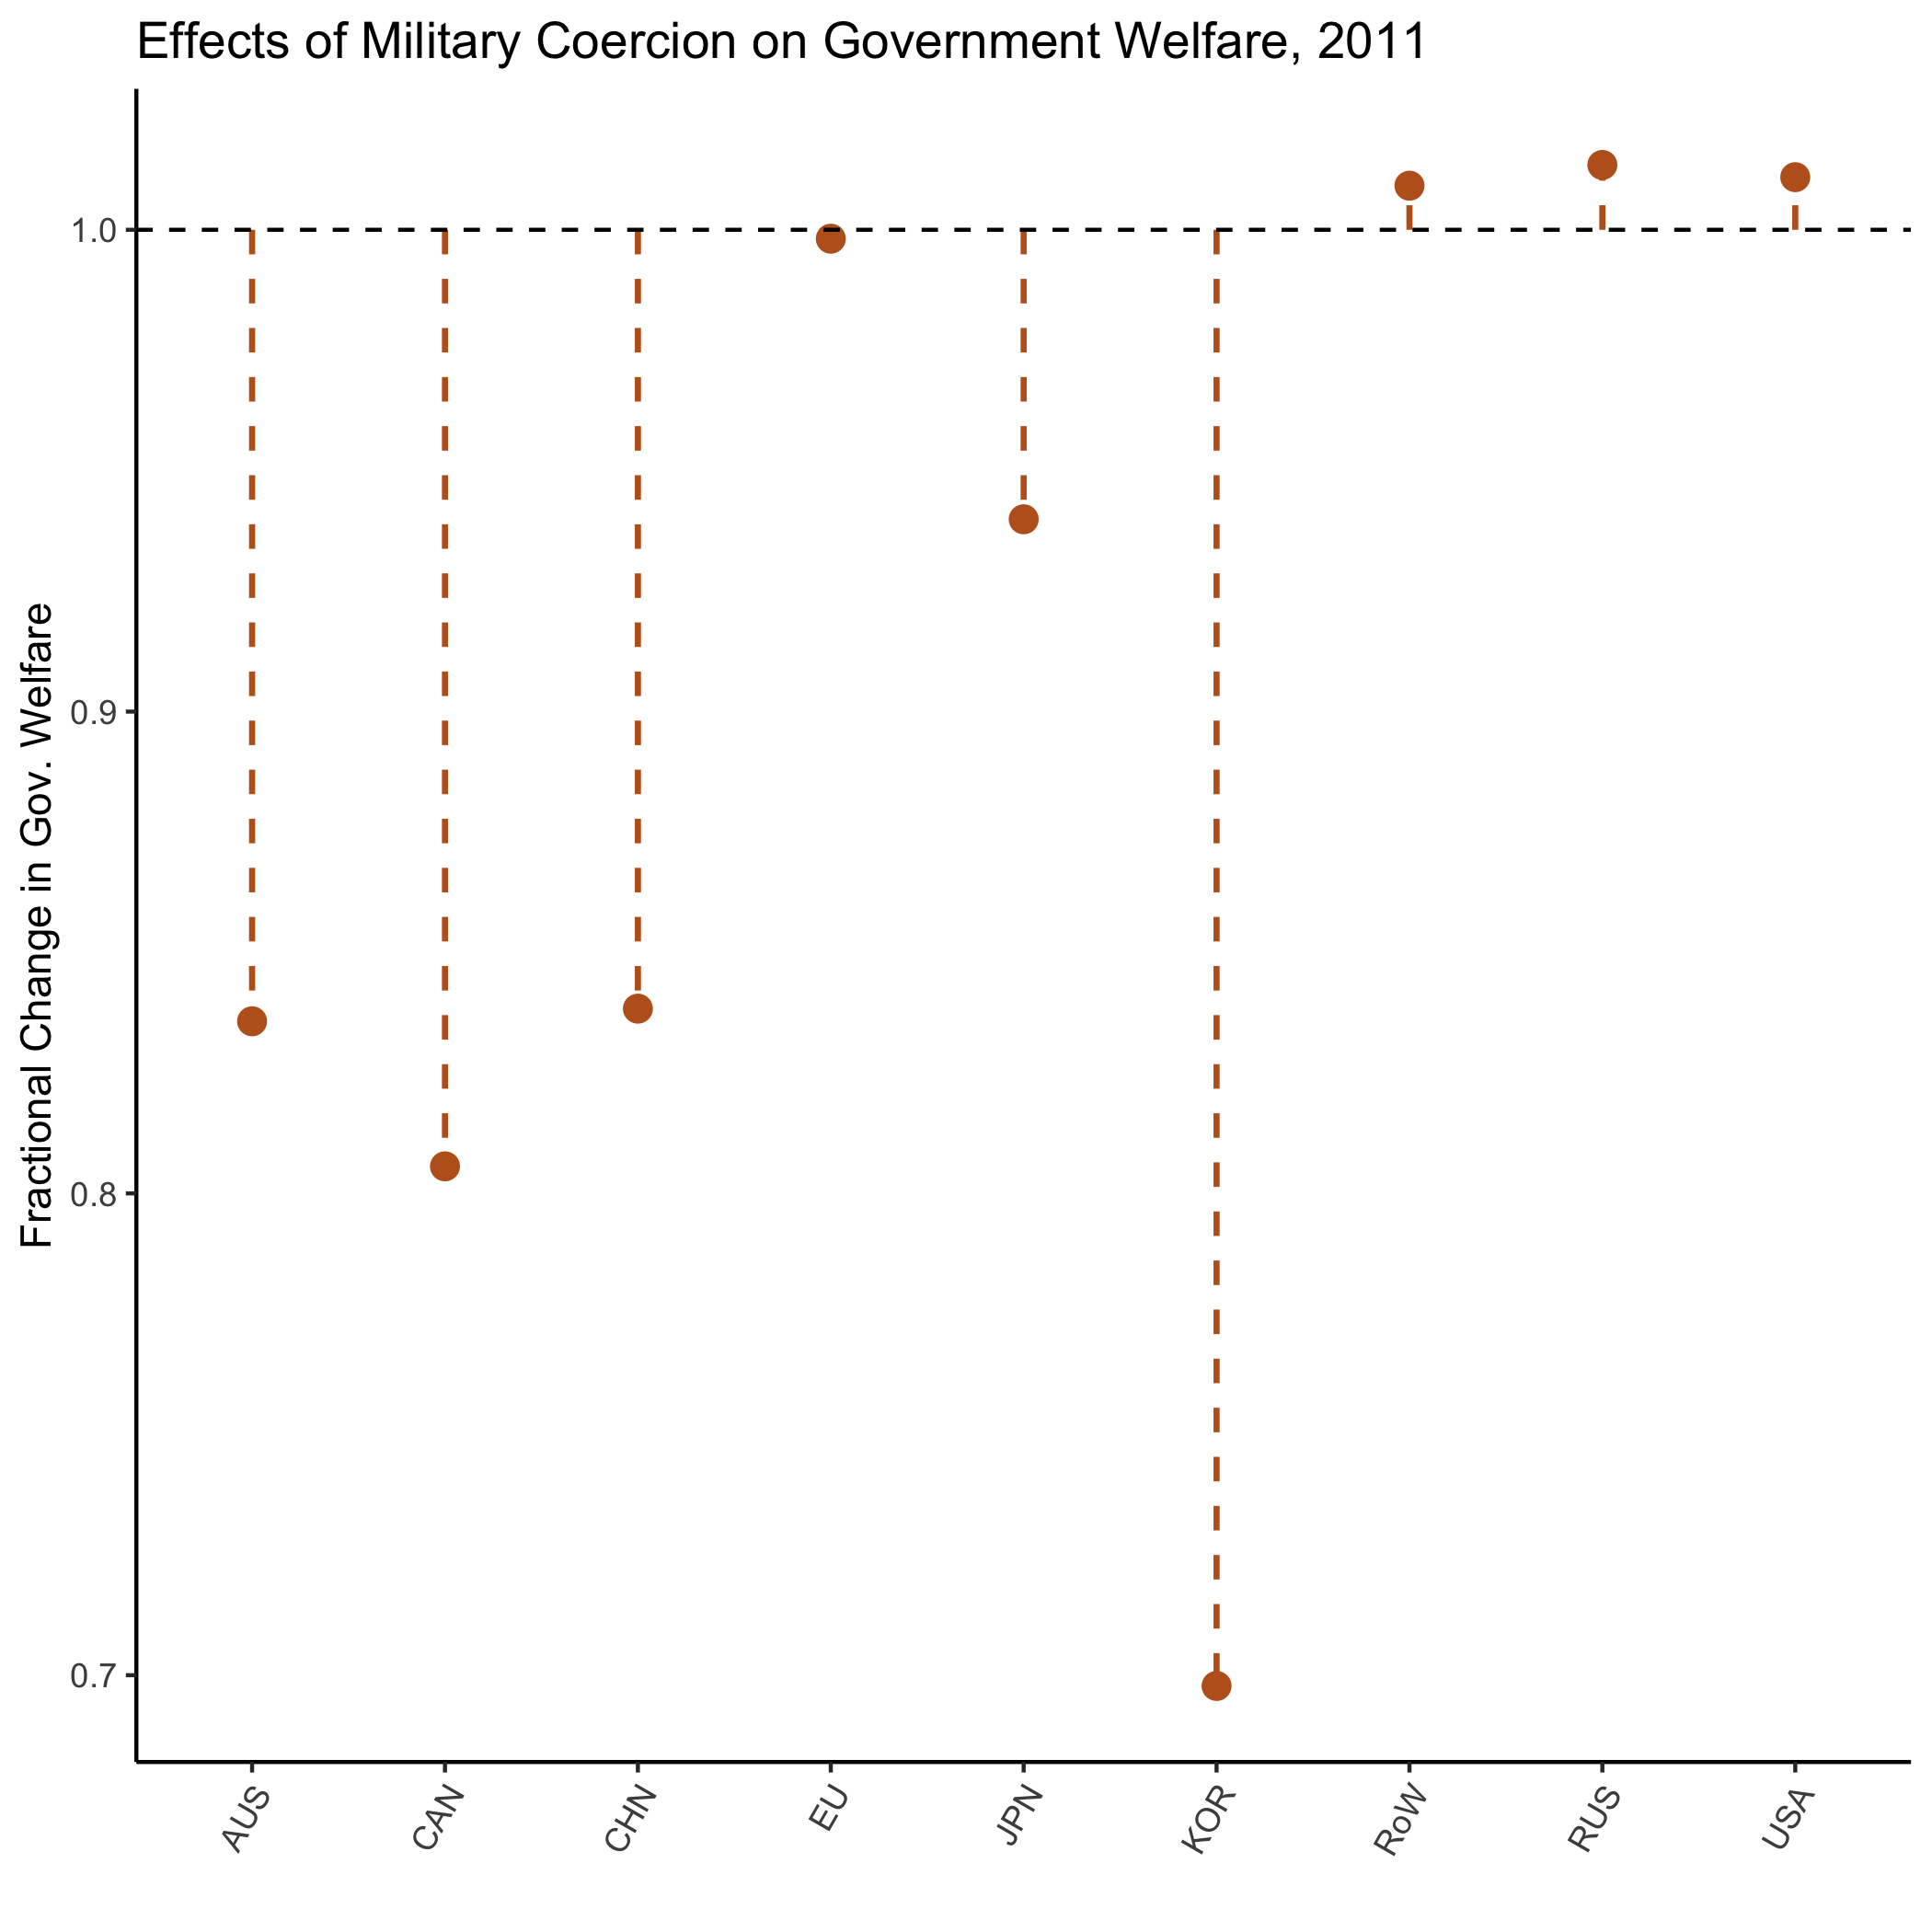 Effects of Military Coercion on Government Welfare, 2011
Fractional Change in Gov. Welfare
1.0
0.9
0.8
0.7
AUS
CAN
CHN
EU
JPN
KOR
RoW
RUS
USA